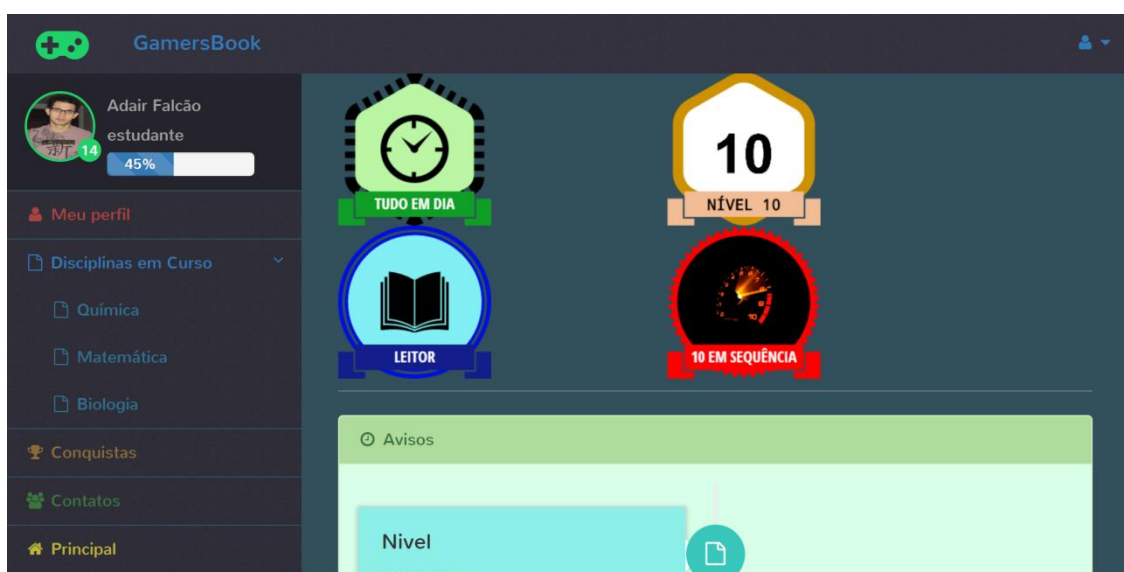 GamersBook
Adair Falcão
estudante
14
45%
Meu perfil
Disciplinas em Curso
Química
Matemática
Biologia
Conquistas
Contatos
Principal
TUDO EM DIA
10
NÍVEL 10
LEITOR
10 EM SEQUÊNCIA
Avisos
Nivel